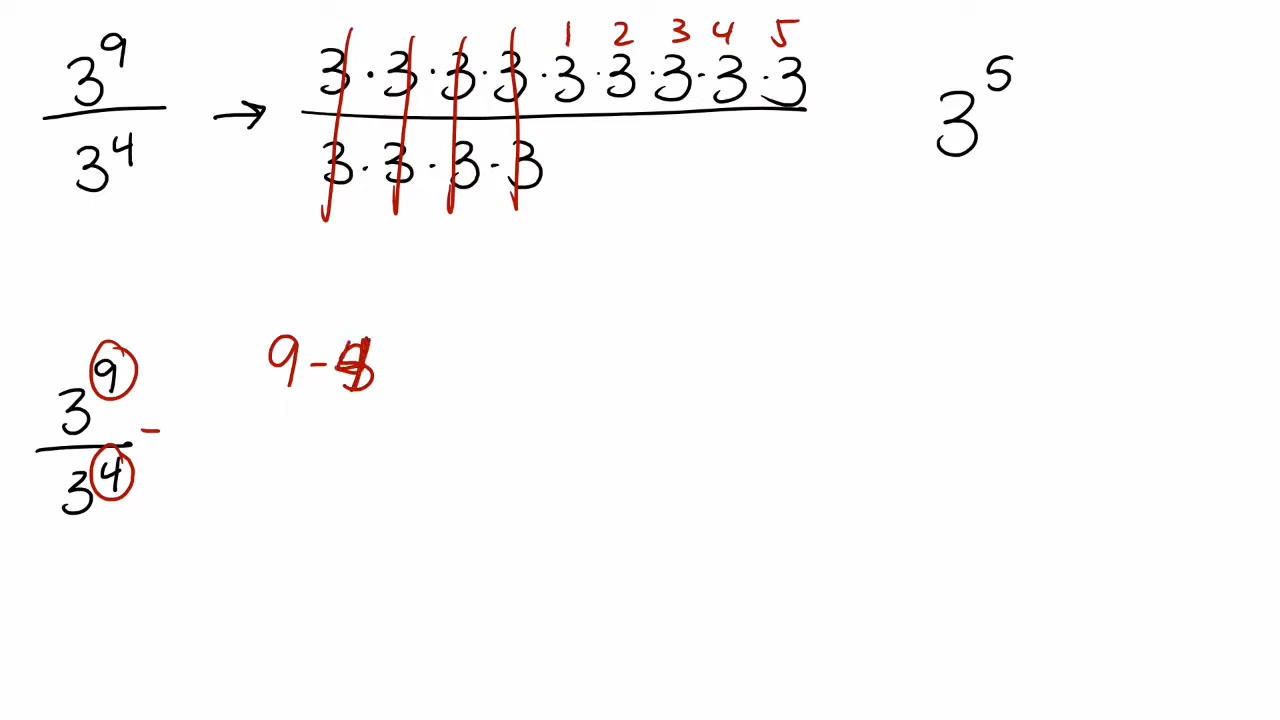 3^9 / 3^4 → 3 · 3 · 3 · 3 · 3 · 3 · 3 · 3 · 3 / 3 · 3 · 3 · 3
1 2 3 4 5
3^5
3^9 / 3^4 -
9 -